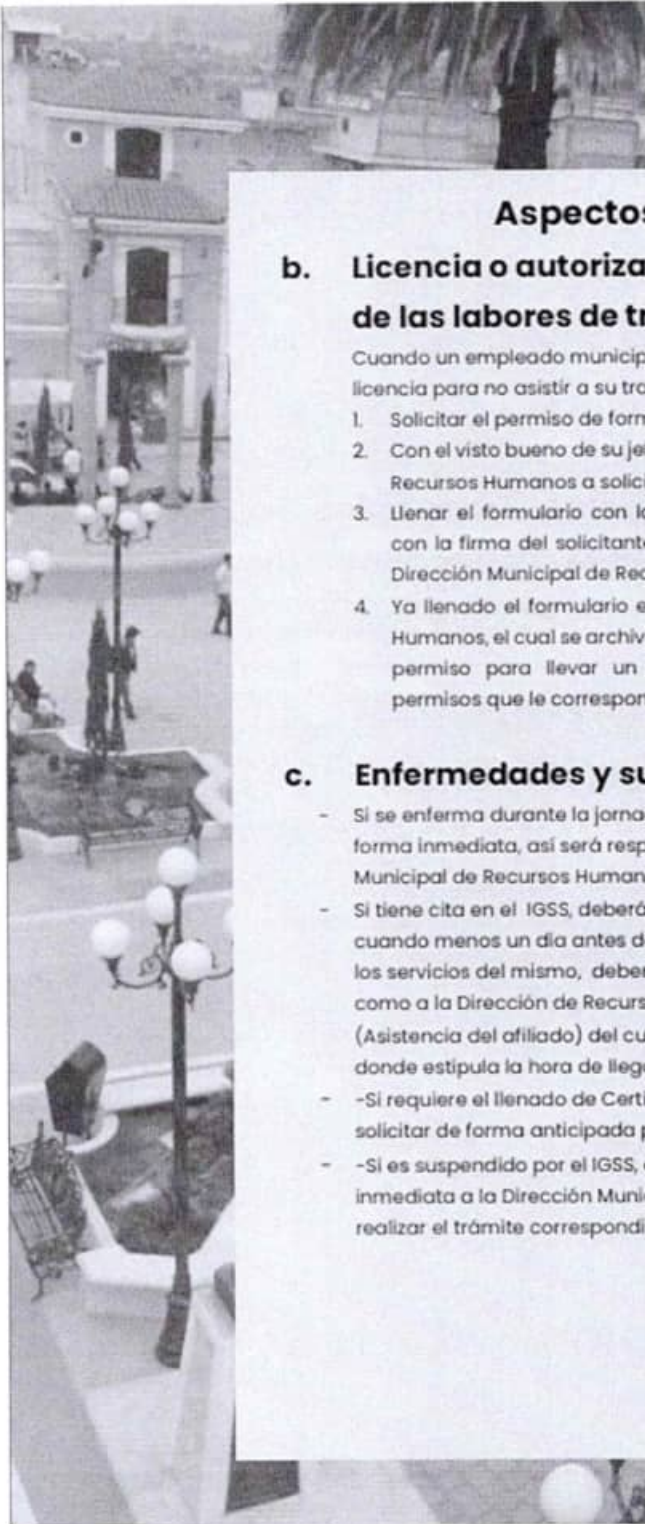 Aspectos
b. Licencia o autoriza
de las labores de tr
Cuando un empleado municip
licencia para no asistir a su tra
1. Solicitar el permiso de form
2. Con el visto bueno de su je
Recursos Humanos a solici
3. Llenar el formulario con l
con la firma del solicitante
Dirección Municipal de Rec
4. Ya llenado el formulario e
Humanos, el cual se archiv
permiso para llevar un
permisos que le correspon
c. Enfermedades y su
- Si se enferma durante la jorna
forma inmediata, así será resp
Municipal de Recursos Human
- Si tiene cita en el IGSS, deberá
cuando menos un dia antes d
los servicios del mismo, deber
como a la Dirección de Recurs
(Asistencia del afiliado) del cu
donde estipula la hora de lleg
- -Si requiere el llenado de Certi
solicitar de forma anticipada p
- -Si es suspendido por el IGSS,
inmediata a la Dirección Muni
realizar el trámite correspondi